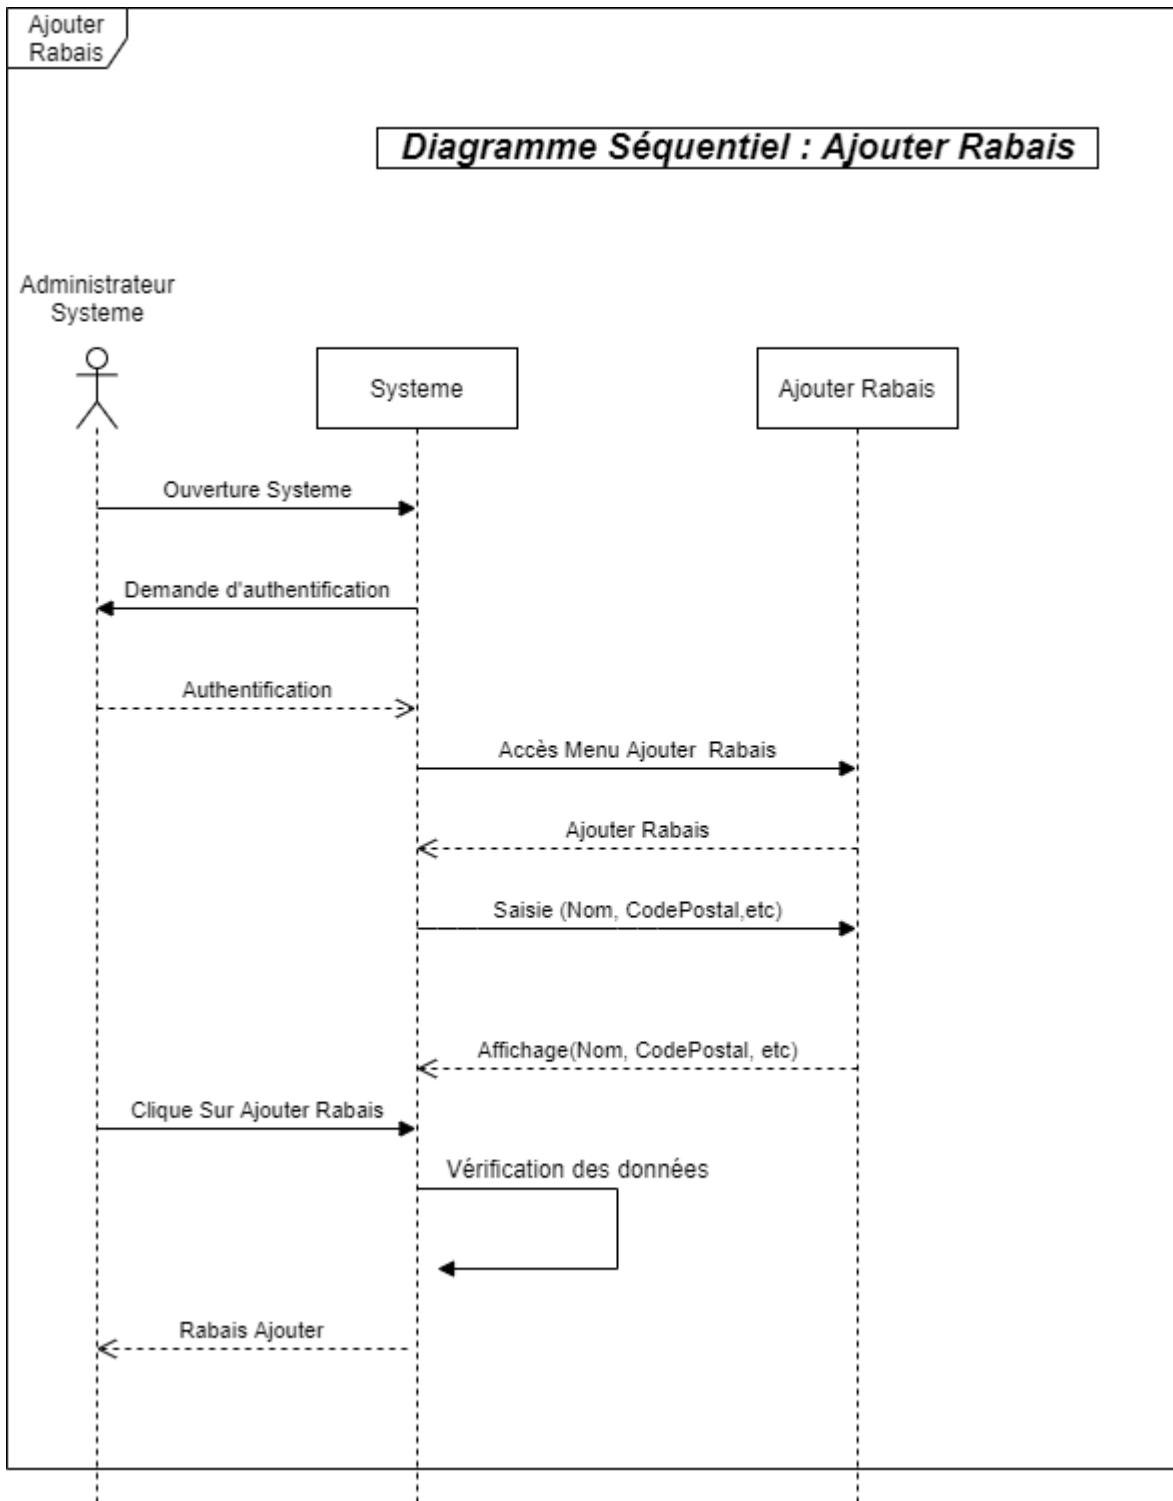 Ajouter
Rabais
Diagramme Séquentiel : Ajouter Rabais
Administrateur
Systeme
Systeme
Ajouter Rabais
Ouverture Systeme
Demande d'authentification
Authentification
Accès Menu Ajouter  Rabais
Ajouter Rabais
Saisie (Nom, CodePostal,etc)
Affichage(Nom, CodePostal, etc)
Clique Sur Ajouter Rabais
Vérification des données
Rabais Ajouter